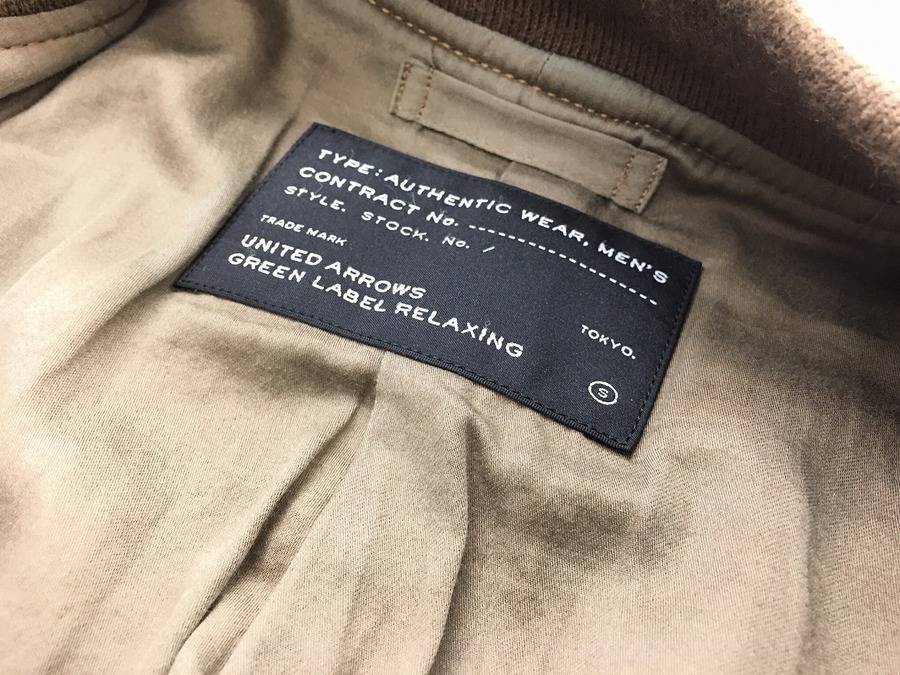 TYPE: AUTHENTIC WEAR, MEN'S
CONTRACT No. --------------------
STYLE. STOCK. No. /
TRADE MARK
UNITED ARROWS
GREEN LABEL RELAXING
TOKYO.
S